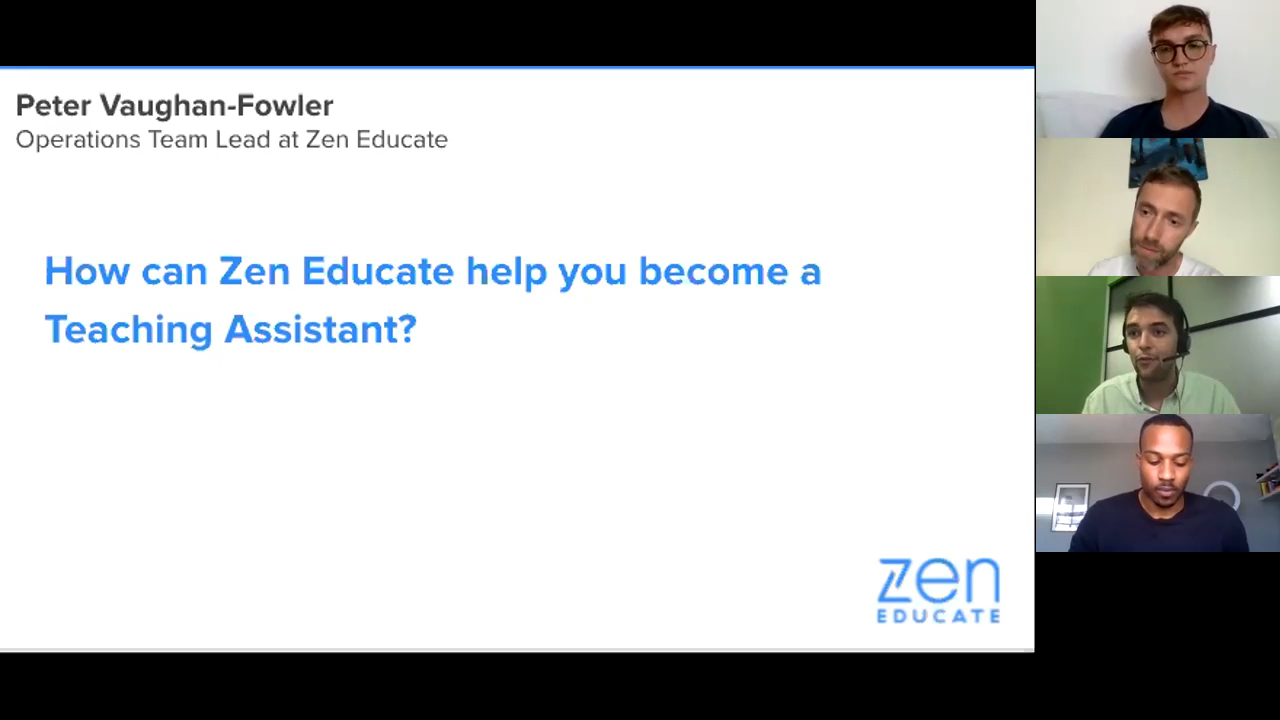 Peter Vaughan-Fowler
Operations Team Lead at Zen Educate
How can Zen Educate help you become a
Teaching Assistant?
zen
EDUCATE